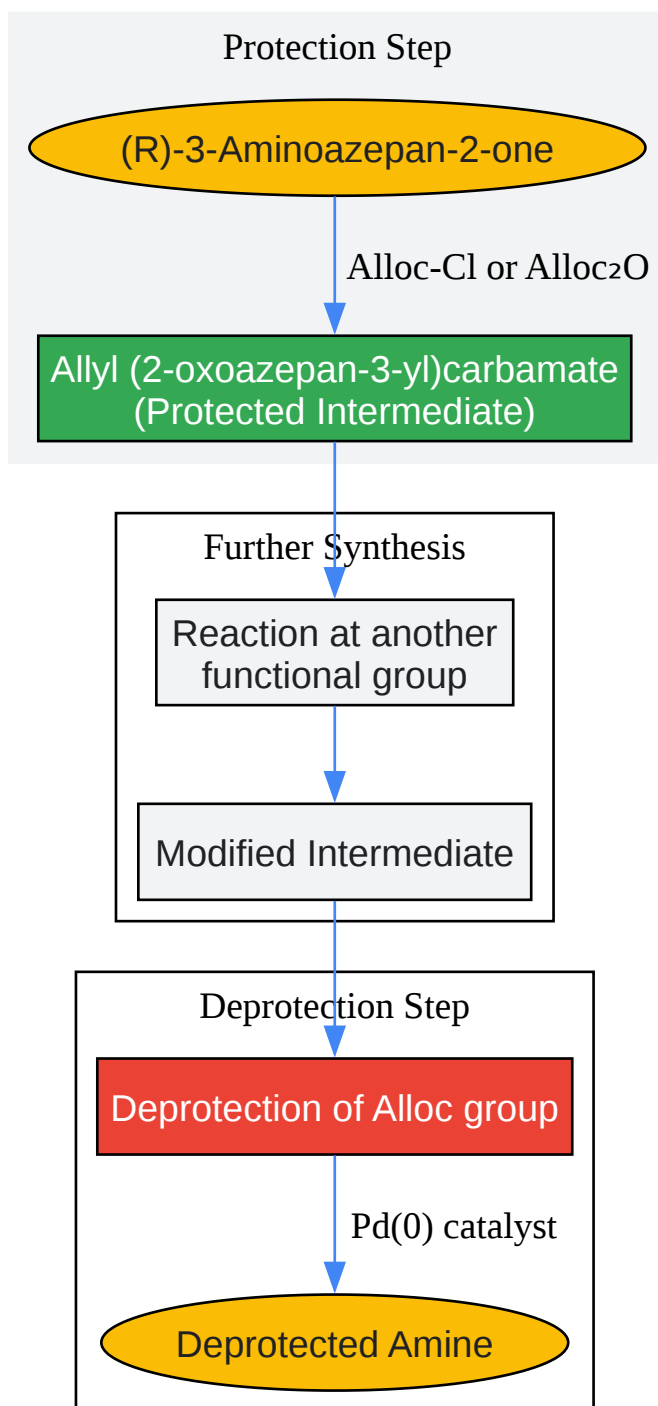 Protection Step
(R)-3-Aminoazepan-2-one
Alloc-Cl or Alloc₂O
Allyl (2-oxoazepan-3-yl)carbamate
(Protected Intermediate)
Further Synthesis
Reaction at another
functional group
Modified Intermediate
Deprotection Step
Deprotection of Alloc group
Pd(0) catalyst
Deprotected Amine